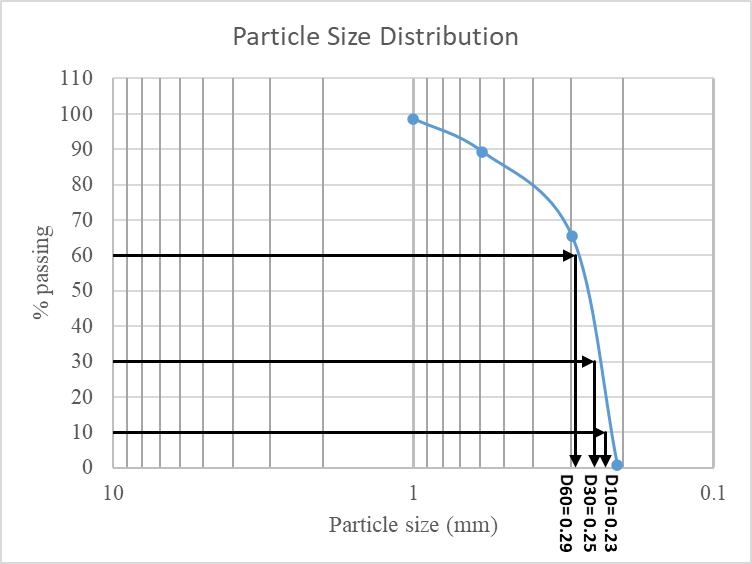 Particle Size Distribution
110
100
90
80
70
60
50
40
30
20
10
0
% passing
10
1
0.1
Particle size (mm)
D60=0.29
D30=0.25
D10=0.23